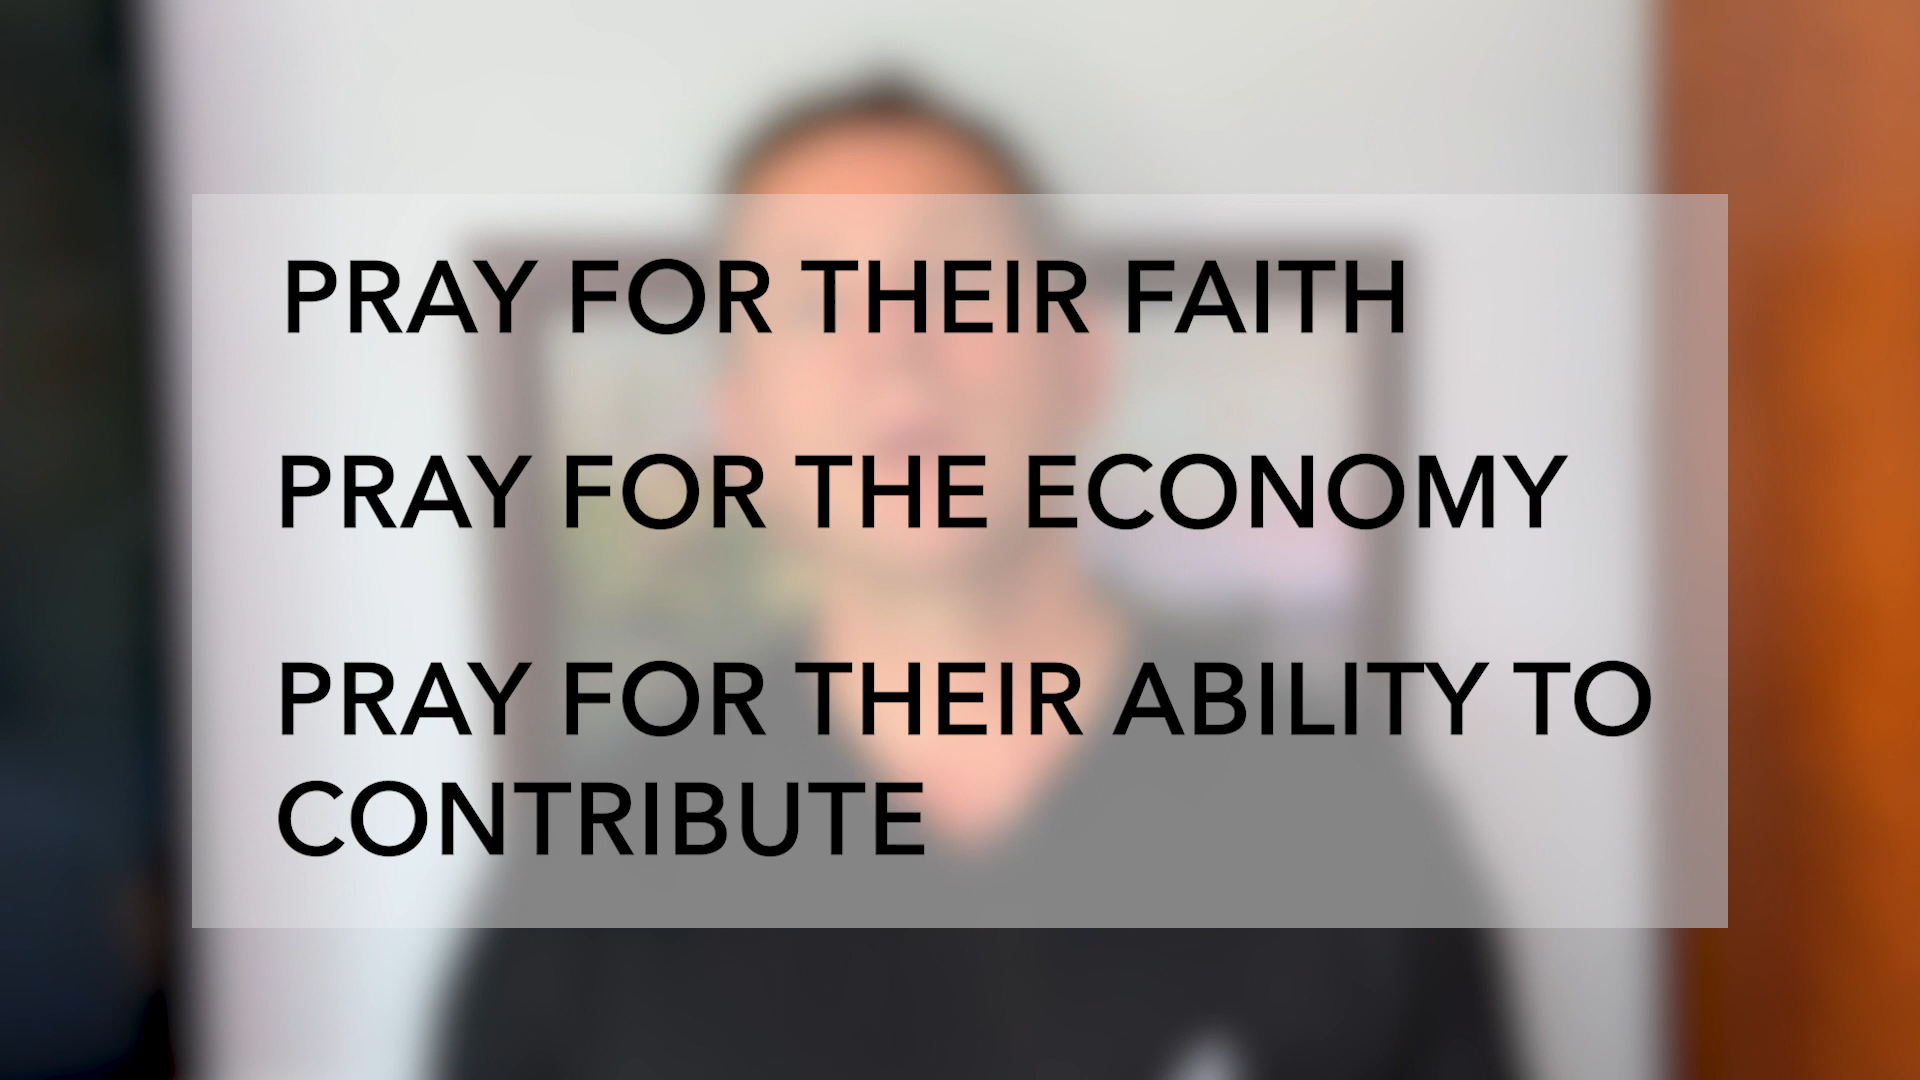 PRAY FOR THEIR FAITH
PRAY FOR THE ECONOMY
PRAY FOR THEIR ABILITY TO
CONTRIBUTE